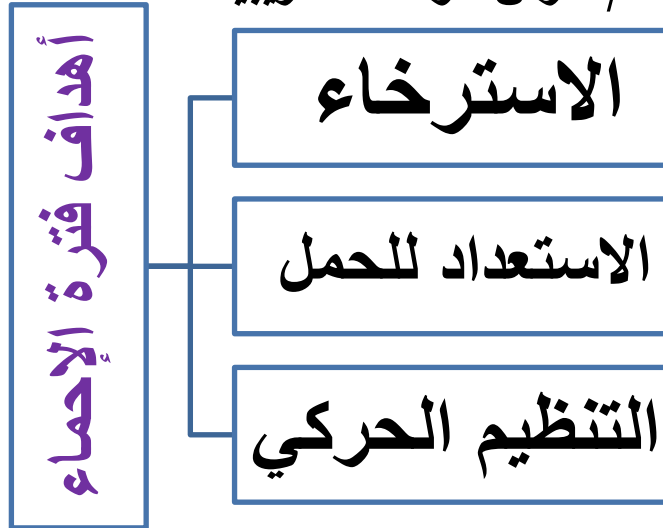 أهداف فترة الإحماء
الاسترخاء
الاستعداد للحمل
التنظيم الحركي